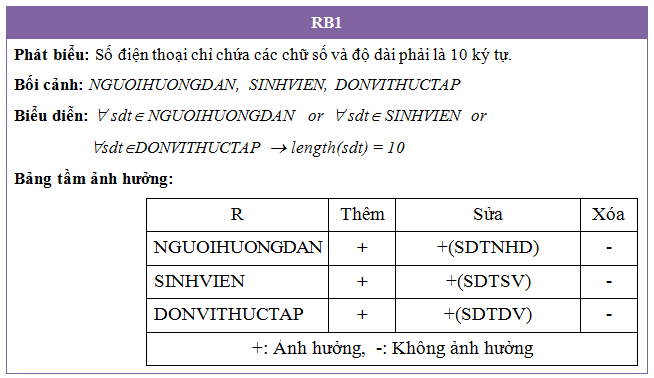 RB1
Phát biểu: Số điện thoại chỉ chứa các chữ số và độ dài phải là 10 ký tự.
Bối cảnh: NGUOIHUONGDAN, SINHVIEN, DONVITHUCTAP
Biểu diễn: ∀ sdt∈NGUOIHUONGDAN or ∀ sdt∈SINHVIEN or
∀sdt∈DONVITHUCTAP → length(sdt) = 10
Bảng tầm ảnh hưởng:
R Thêm Sửa Xóa
NGUOIHUONGDAN + +(SDTNHD) -
SINHVIEN + +(SDTSV) -
DONVITHUCTAP + +(SDTDV) -
+: Ảnh hưởng, -: Không ảnh hưởng